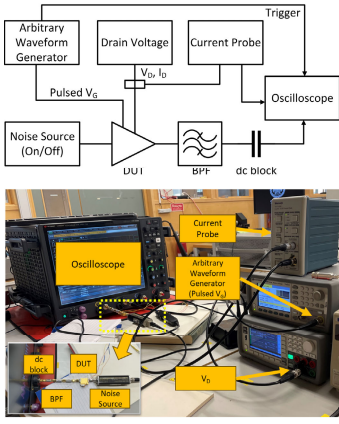 Trigger
Arbitrary
Waveform
Generator
Drain Voltage
Current Probe
Oscilloscope
V_D, I_D
Pulsed V_G
Noise Source
(On/Off)
DUT
BPF
dc block
Current
Probe
Oscilloscope
Arbitrary
Waveform
Generator
(Pulsed V_G)
dc
block
DUT
V_D
BPF
Noise
Source